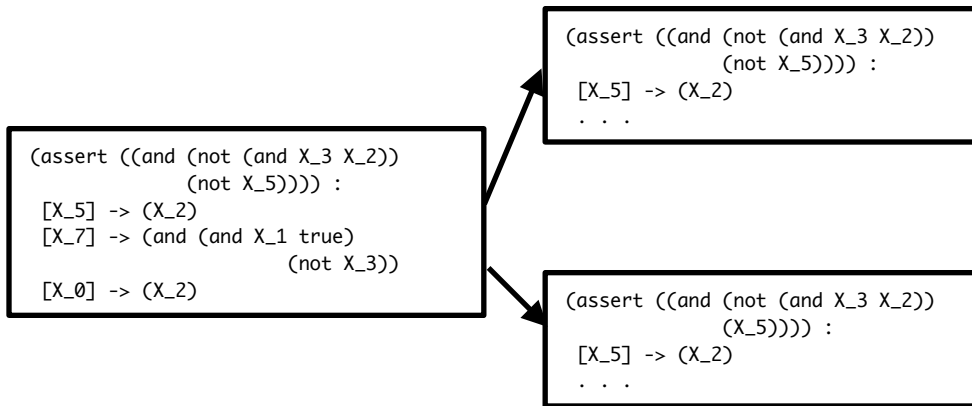 (assert ((and (not (and X_3 X_2))
(not X_5)))) :
[X_5] -> (X_2)
[X_7] -> (and (and X_1 true)
(not X_3))
[X_0] -> (X_2)
(assert ((and (not (and X_3 X_2))
(not X_5)))) :
[X_5] -> (X_2)
. . .
(assert ((and (not (and X_3 X_2))
(X_5)))) :
[X_5] -> (X_2)
. . .